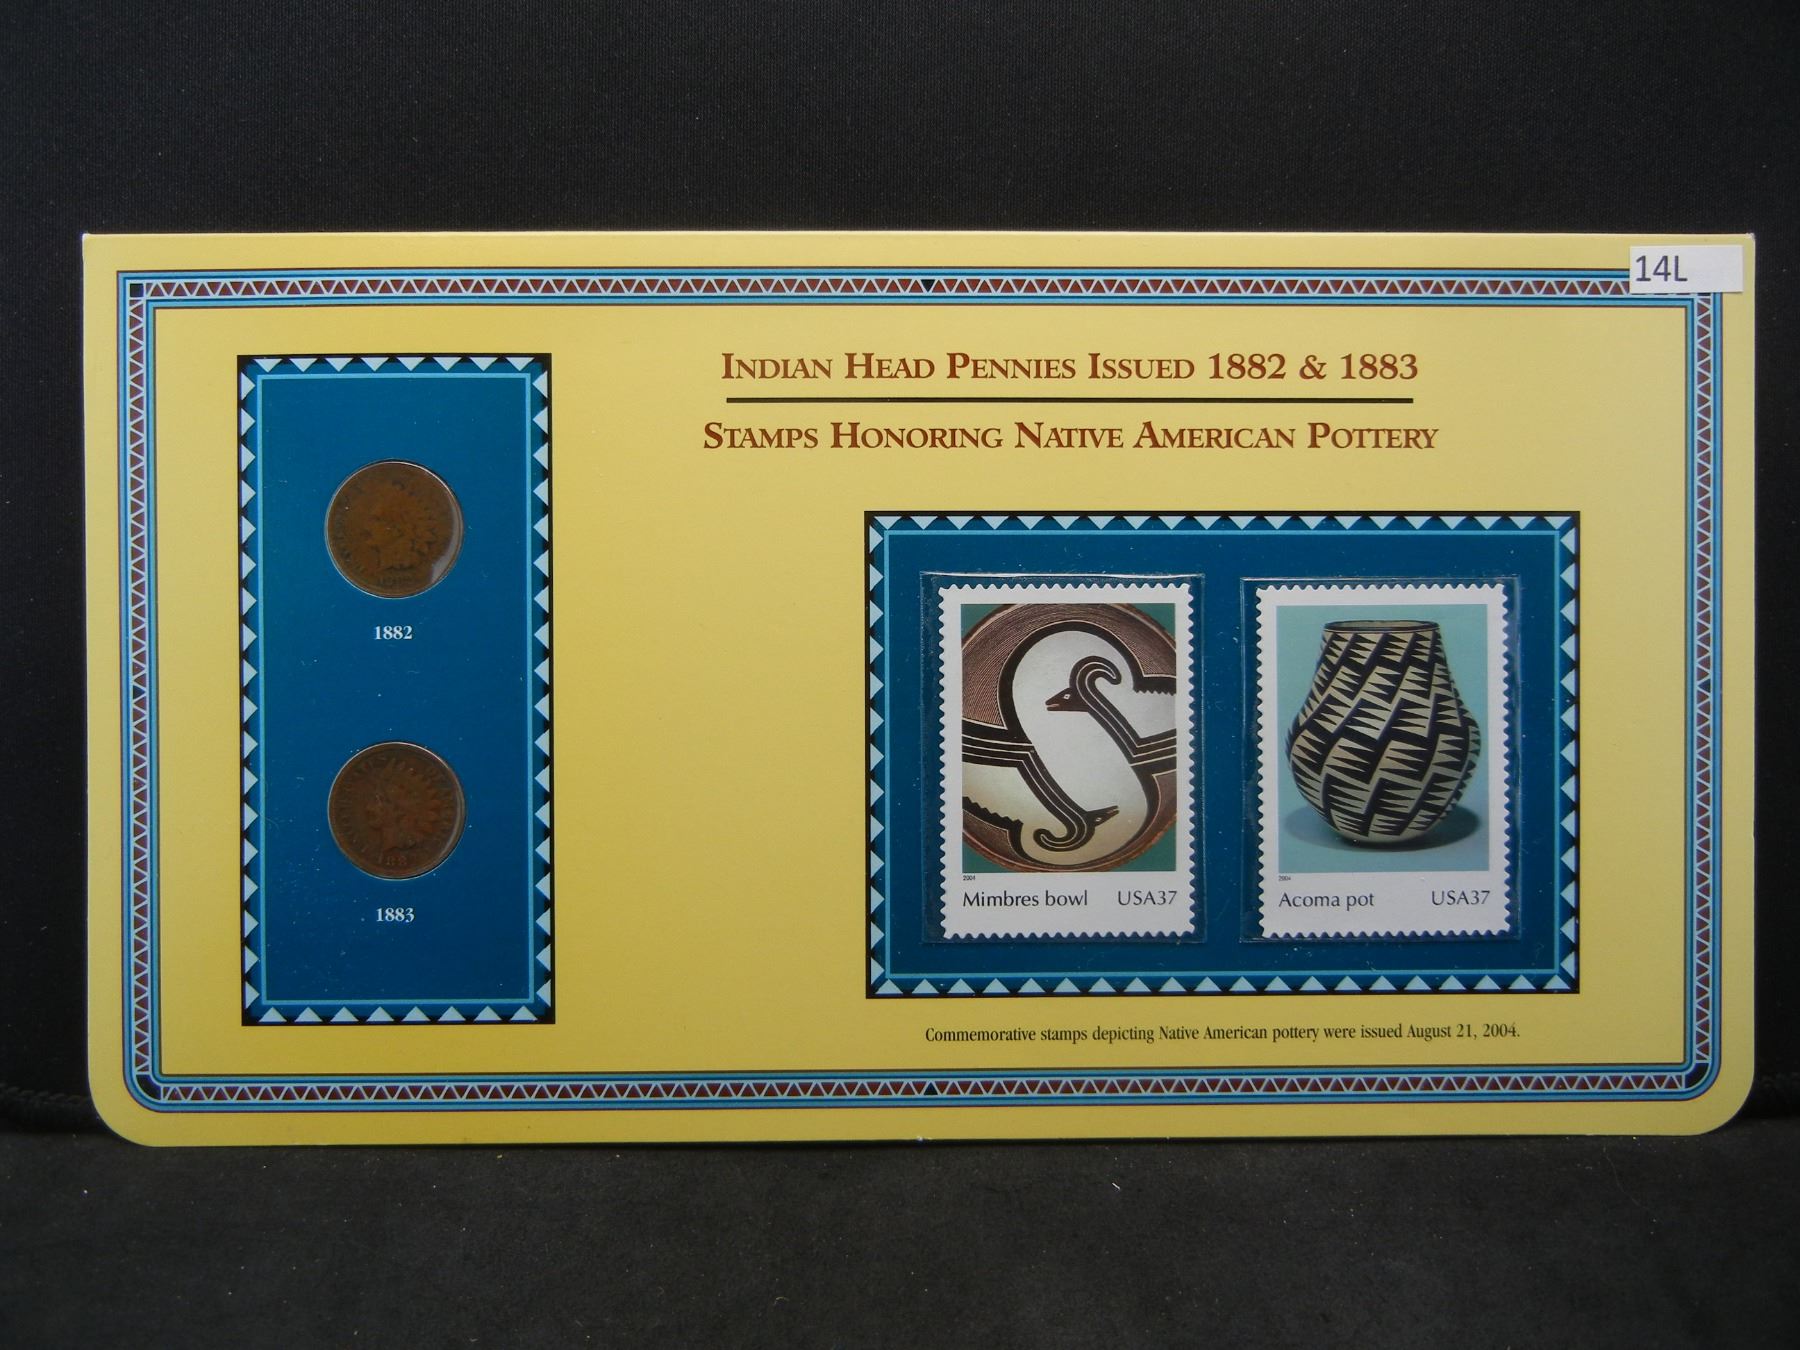 14L
INDIAN HEAD PENNIES ISSUED 1882 & 1883
STAMPS HONORING NATIVE AMERICAN POTTERY
1882
1883
2004
Mimbres bowl USA37
2004
Acoma pot USA37
Commemorative stamps depicting Native American pottery were issued August 21, 2004.